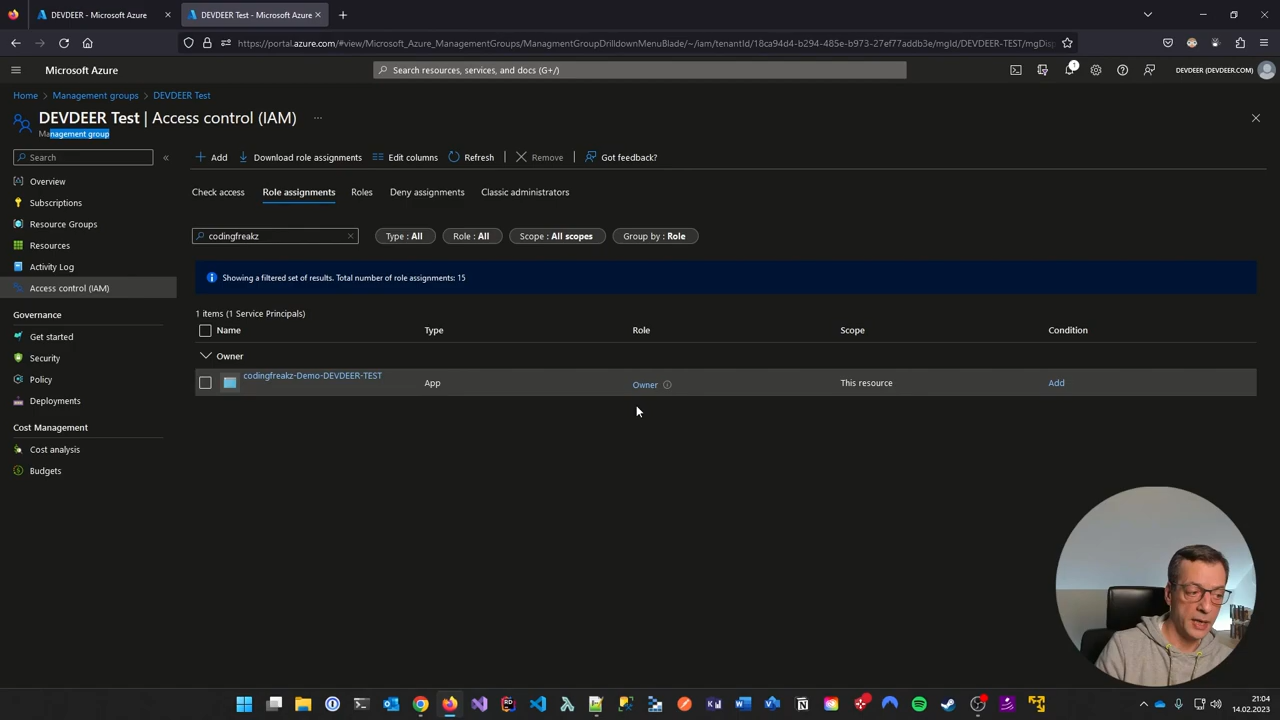 DEVDEER - Microsoft Azure
DEVDEER Test - Microsoft Azure
https://portal.azure.com/#view/Microsoft_Azure_ManagementGroups/ManagmentGroupDrilldownMenuBlade/~/iam/tenantId/18ca94d4-b294-485e-b973-27ef77addb3e/mgId/DEVDEER-TEST/mgDisp
Microsoft Azure
Search resources, services, and docs (G+/)
1
DEVDEER (DEVDEER.COM)
Home
Management groups
DEVDEER Test
DEVDEER Test | Access control (IAM)
Management group
Search
Add
Download role assignments
Edit columns
Refresh
Remove
Got feedback?
Overview
Subscriptions
Resource Groups
Resources
Activity Log
Access control (IAM)
Governance
Get started
Security
Policy
Deployments
Cost Management
Cost analysis
Budgets
Check access
Role assignments
Roles
Deny assignments
Classic administrators
codingfreakz
Type : All
Role : All
Scope : All scopes
Group by : Role
Showing a filtered set of results. Total number of role assignments: 15
1 items (1 Service Principals)
Name Type Role Scope Condition
Owner
codingfreakz-Demo-DEVDEER-TEST App Owner This resource Add
21:04
14.02.2023